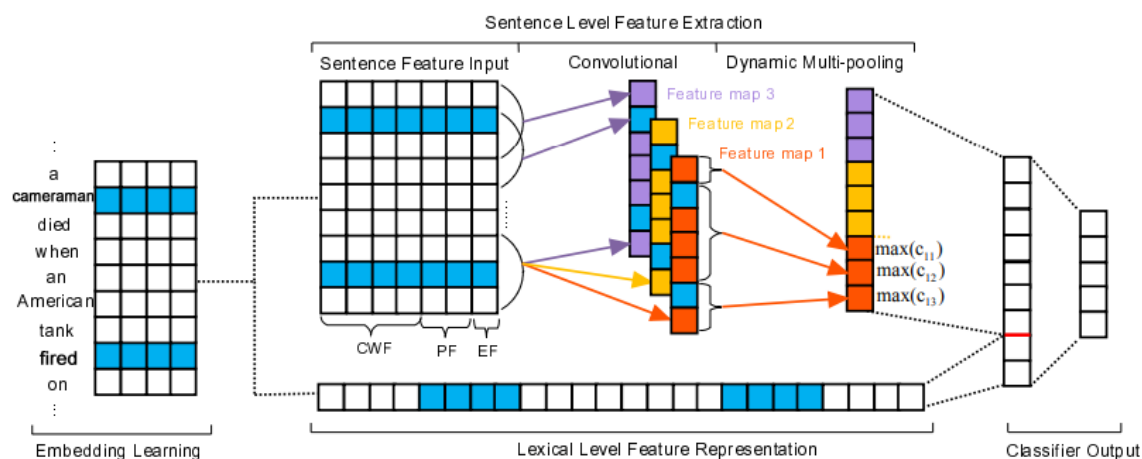 Sentence Level Feature Extraction
Sentence Feature Input
Convolutional
Dynamic Multi-pooling
Feature map 3
Feature map 2
Feature map 1
:
a
cameraman
died
when
an
American
tank
fired
on
:
......
...
max(c11)
max(c12)
max(c13)
CWF
PF
EF
Embedding Learning
Lexical Level Feature Representation
Classifier Output